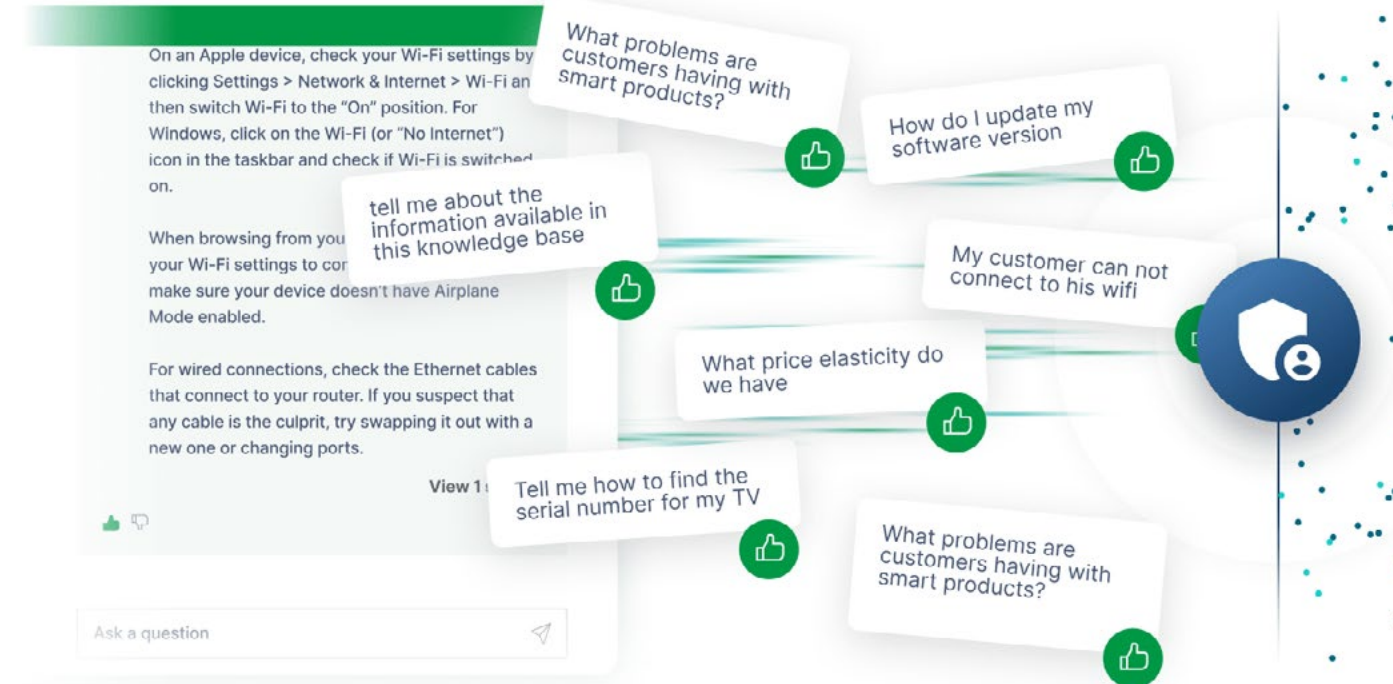 On an Apple device, check your Wi-Fi settings by
clicking Settings > Network & Internet > Wi-Fi an
then switch Wi-Fi to the “On” position. For
Windows, click on the Wi-Fi (or “No Internet”)
icon in the taskbar and check if Wi-Fi is switched
on.
When browsing from you
your Wi-Fi settings to cor
make sure your device doesn't have Airplane
Mode enabled.
For wired connections, check the Ethernet cables
that connect to your router. If you suspect that
any cable is the culprit, try swapping it out with a
new one or changing ports.
View 1
Ask a question
What problems are
customers having with
smart products?
How do I update my
software version
tell me about the
information available in
this knowledge base
My customer can not
connect to his wifi
What price elasticity do
we have
Tell me how to find the
serial number for my TV
What problems are
customers having with
smart products?